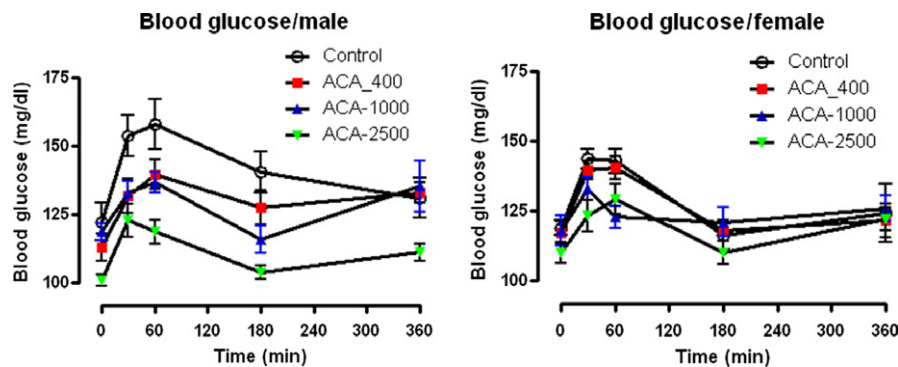 Blood glucose/male
Control
ACA_400
ACA-1000
ACA-2500
Blood glucose (mg/dl)
175
150
125
100
0 60 120 180 240 300 360
Time (min)
Blood glucose/female
Control
ACA_400
ACA-1000
ACA-2500
Blood glucose (mg/dl)
175
150
125
100
0 60 120 180 240 300 360
Time (min)